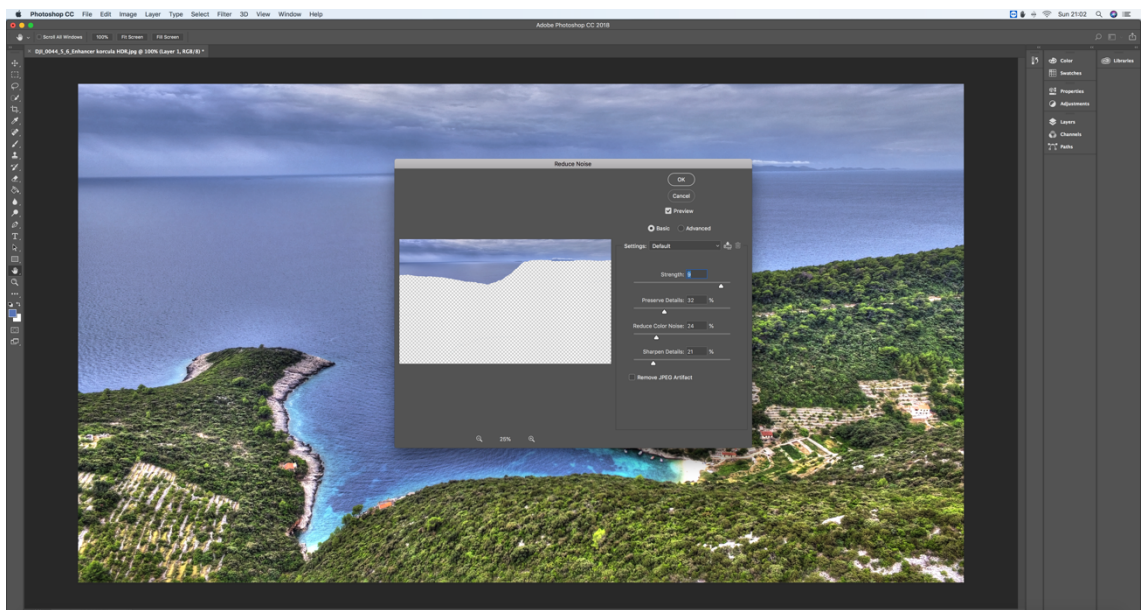 Photoshop CC File Edit Image Layer Type Select Filter 3D View Window Help
Sun 21:02
Adobe Photoshop CC 2018
Scroll All Windows 100% Fit Screen Fill Screen
DJI_0044_5_6_Enhancer korcula HDR.jpg @ 100% (Layer 1, RGB/8) *
Color
Libraries
Swatches
Properties
Adjustments
Layers
Channels
Paths
Reduce Noise
OK
Cancel
Preview
Basic Advanced
Settings: Default
Strength: 9
Preserve Details: 32 %
Reduce Color Noise: 24 %
Sharpen Details: 21 %
Remove JPEG Artifact
T